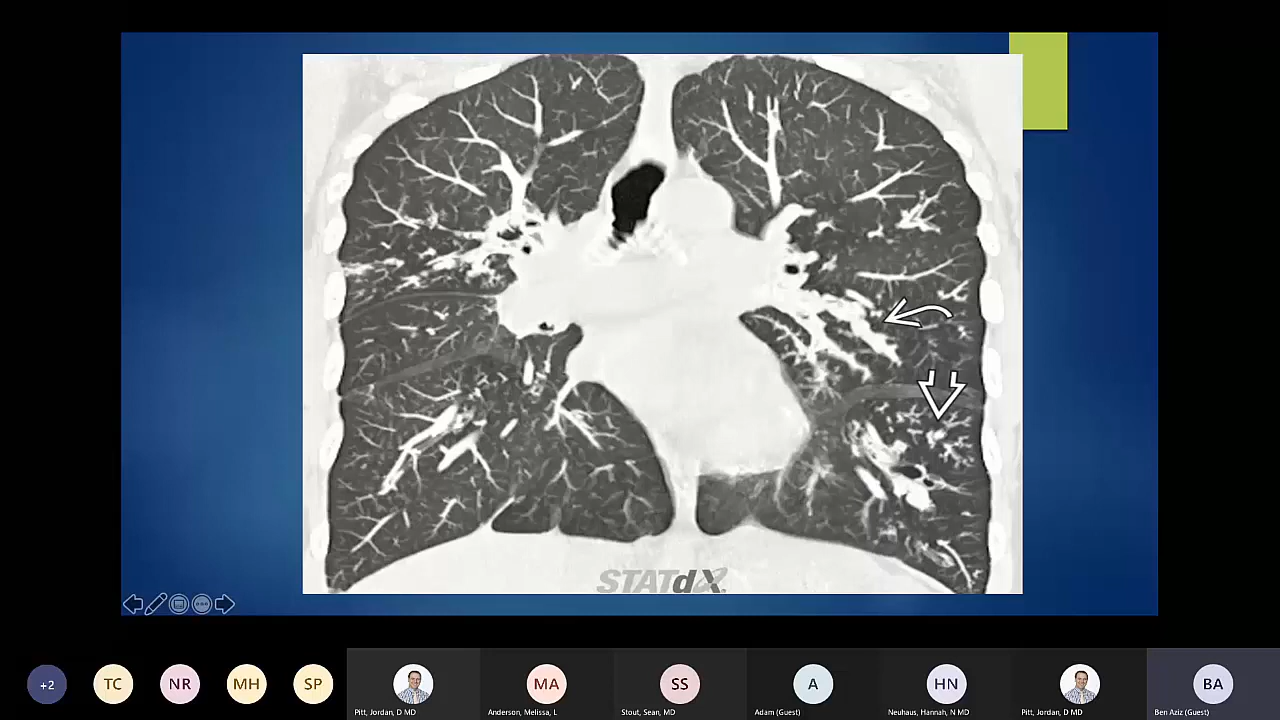 STATdX
+2
TC
NR
MH
SP
MA
SS
A
HN
BA
Pitt, Jordan, D MD
Anderson, Melissa, L
Stout, Sean, MD
Adam (Guest)
Neuhaus, Hannah, N MD
Pitt, Jordan, D MD
Ben Aziz (Guest)